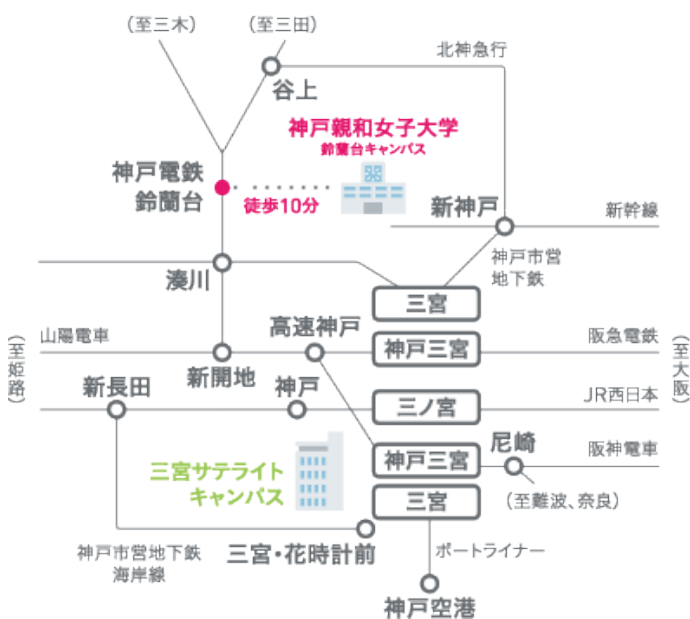 （至三木）
（至三田）
北神急行
谷上
神戸親和女子大学
鈴蘭台キャンパス
神戸電鉄
鈴蘭台
徒歩10分
新神戸
新幹線
神戸市営
地下鉄
湊川
三宮
山陽電車
高速神戸
神戸三宮
阪急電鉄
（至姫路）
（至大阪）
新開地
新長田
神戸
三ノ宮
JR西日本
三宮サテライト
キャンパス
神戸三宮
尼崎
阪神電車
（至難波、奈良）
三宮
神戸市営地下鉄
海岸線
三宮・花時計前
ポートライナー
神戸空港